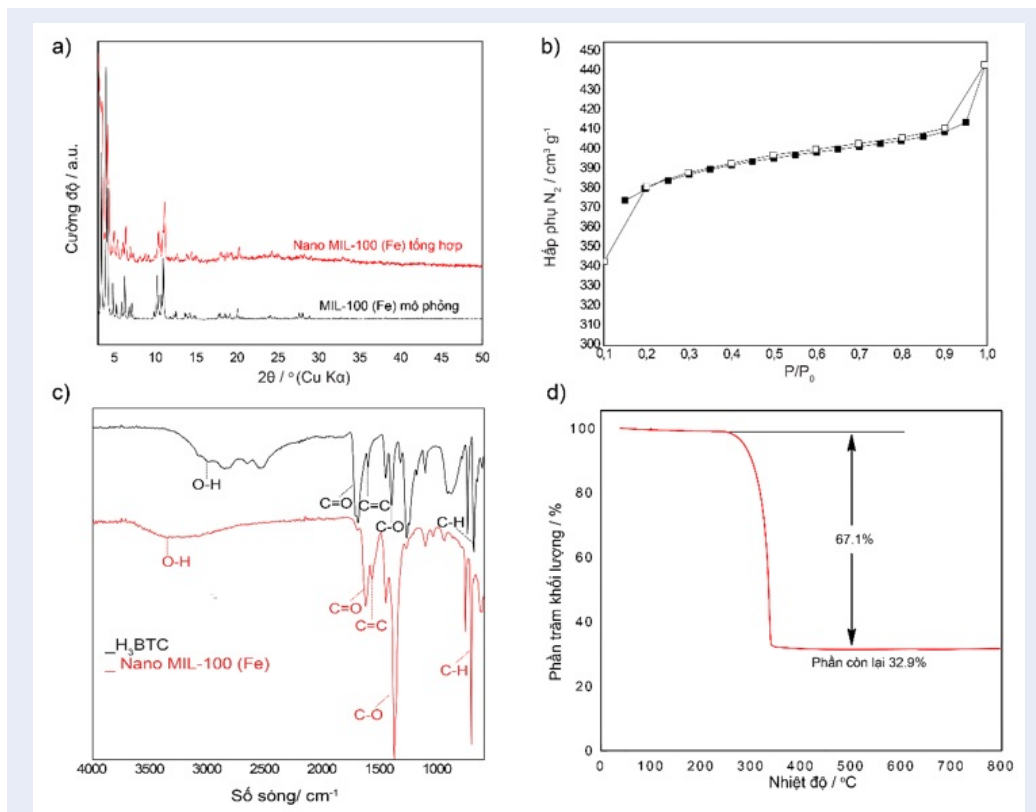 a)
Cường độ / a.u.
Nano MIL-100 (Fe) tổng hợp
MIL-100 (Fe) mô phỏng
5 10 15 20 25 30 35 40 45 50
2θ / °(Cu Kα)
b)
Hấp phụ N₂ / cm³ g⁻¹
450
440
430
420
410
400
390
380
370
360
350
340
330
320
310
300
0,1 0,2 0,3 0,4 0,5 0,6 0,7 0,8 0,9 1,0
P/P₀
c)
O-H
C=O
C=C
C-O
C-H
O-H
C=O
C=C
C-O
C-H
_H₃BTC
_ Nano MIL-100 (Fe)
4000 3000 2000 1500 1000
Số sóng/ cm⁻¹
d)
Phần trăm khối lượng / %
100
80
60
40
20
0
67.1%
Phần còn lại 32.9%
0 100 200 300 400 500 600 700 800
Nhiệt độ / °C